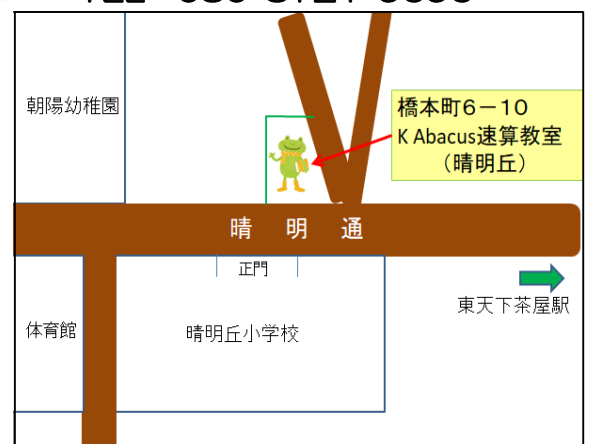 朝陽幼稚園
橋本町6－10
K Abacus速算教室
（晴明丘）
晴 明 通
正門
東天下茶屋駅
体育館
晴明丘小学校